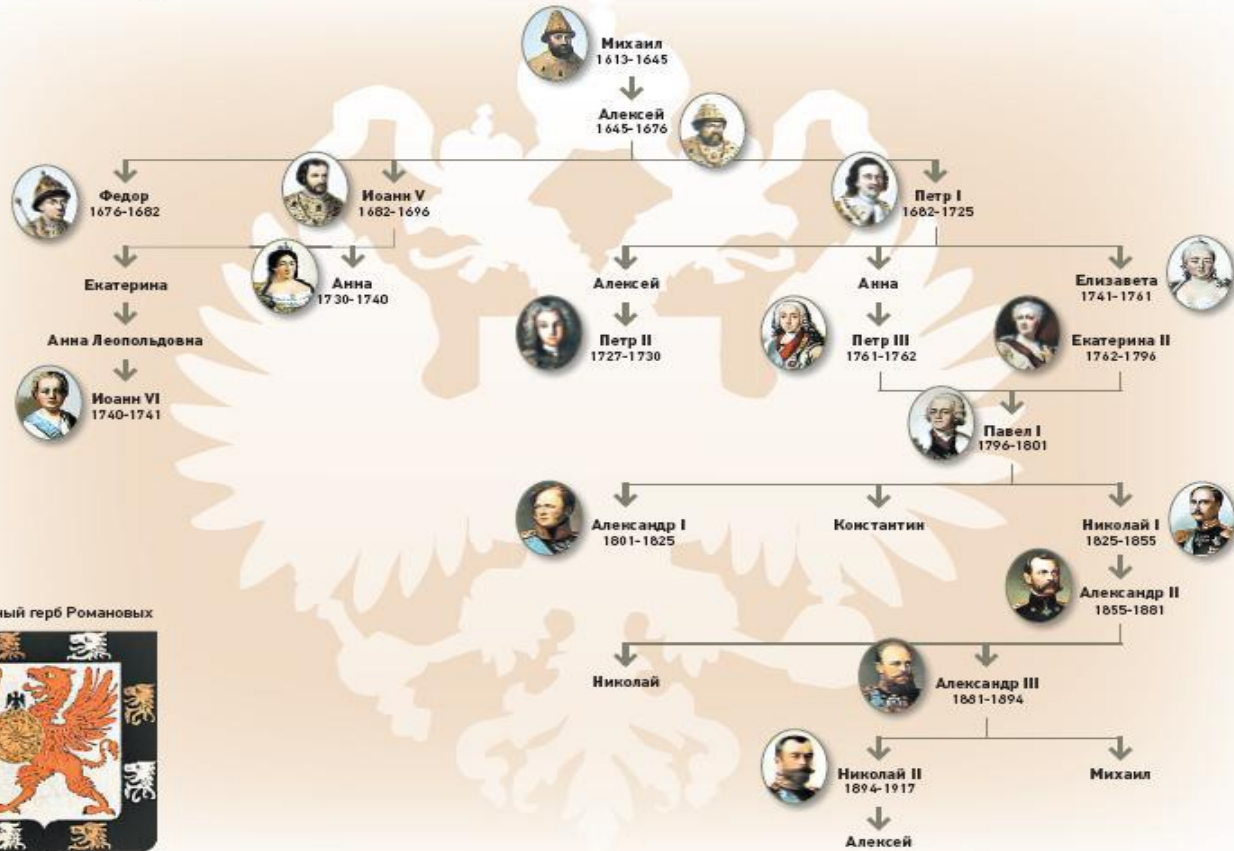 Михаил
1613-1645
Алексей
1645-1676
Федор
1676-1682
Иоанн V
1682-1696
Петр I
1682-1725
Екатерина
Анна
1730-1740
Алексей
Анна
Елизавета
1741-1761
Анна Леопольдовна
Петр II
1727-1730
Петр III
1761-1762
Екатерина II
1762-1796
Иоанн VI
1740-1741
Павел I
1796-1801
Александр I
1801-1825
Константин
Николай I
1825-1855
Александр II
1855-1881
герб Романовых
Николай
Александр III
1881-1894
Николай II
1894-1917
Михаил
Алексей